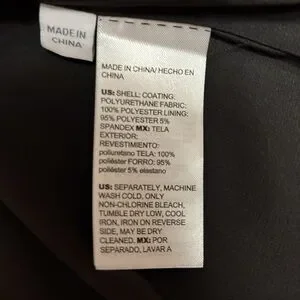 MADE IN
CHINA
MADE IN CHINA/ HECHO EN
CHINA
US: SHELL: COATING:
POLYURETHANE FABRIC:
100% POLYESTER LINING:
95% POLYESTER 5%
SPANDEX MX: TELA
EXTERIOR:
REVESTIMIENTO:
poliuretano TELA: 100%
poliéster FORRO: 95%
poliéster 5% elastano
US: SEPARATELY, MACHINE
WASH COLD, ONLY
NON-CHLORINE BLEACH,
TUMBLE DRY LOW, COOL
IRON, IRON ON REVERSE
SIDE, MAY BE DRY
CLEANED. MX: POR
SEPARADO, LAVAR A